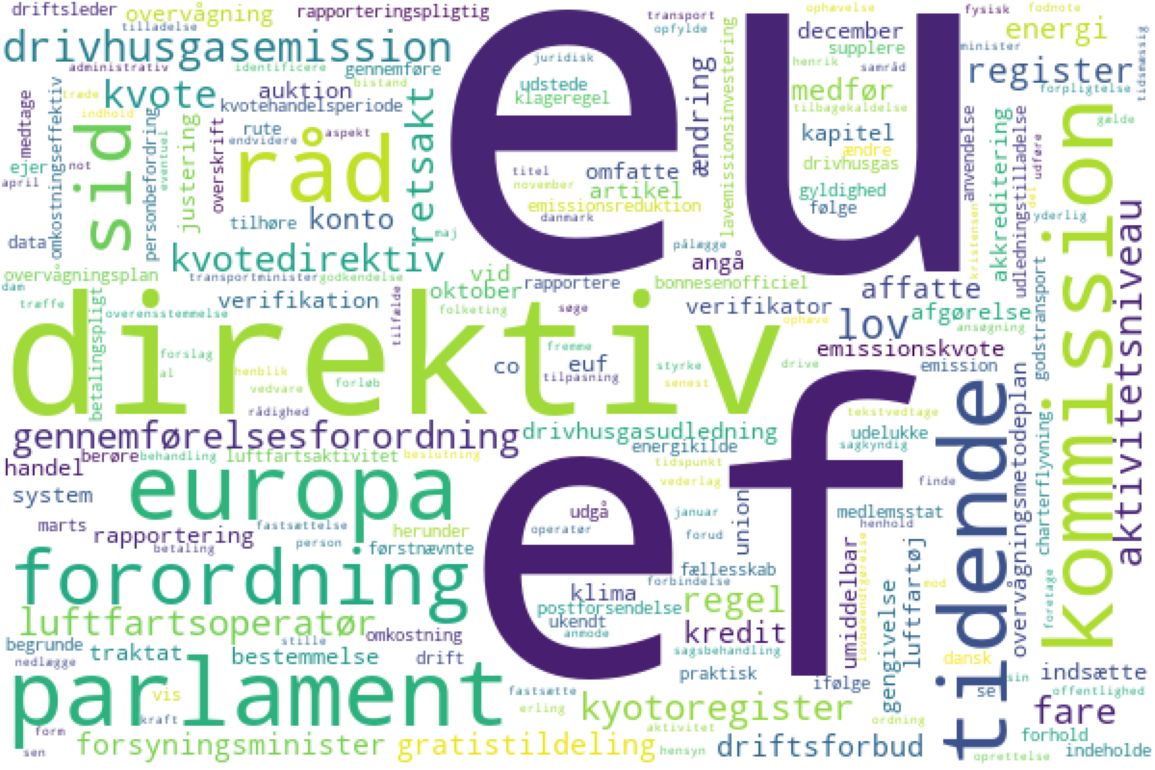 driftsleder
overvågning
rapporteringspligtig
tilladelse
drivhusgasemission
administrativ
identificere
gennemføre
bistand
trade
kvote
auktion
kvotehandelsperiode
indhold
medtage
omkostningseffektiv
sid
personbefordring
eventuel
justering
overskrift
rute
endvidere
aspekt
råd
retsakt
ejer
not
april
tilhøre
konto
data
kvotedirektiv
maj
eu
juridisk
udstede
klageregel
ændring
transport
opfylde
lavemissionsinvestering
titel
omfatte
artikel
november
emissionsreduktion
danmark
pålægge
angå
december
ophævelse
supplere
henrik
samråd
medfør
tilbagekaldelse
kapitel
ændre
drivhusgas
gyldighed
følge
fysisk
fodnote
energi
minister
register
forpligtelse
tidsmæssig
gælde
anvendelse
akkreditering
kristensen
udledningstilladelse
del
udføre
yderlig
kommission
aktivitetsniveau
overvågningsplan
dam
træffe
transportminister
godkendelse
verifikation
overensstemmelse
tilfælde
vid
oktober
rapportere
folketing
søge
bonnesenofficiel
verifikator
ophæve
affatte
lov
afgørelse
ansøgning
godstransport
direktiv
betalingspligt
forslag
al
henblik
vedvare
forløb
rådighed
co
fremme
euf
tilpasning
styrke
senest
drive
emissionskvote
emission
gennemførelsesforordning
drivhusgasudledning
energikilde
tekstvedtage
udelukke
sagkyndig
tidende
overvågningsmetodeplan
charterflyvning
handel
berøre
behandling
luftfartsaktivitet
beslutning
tidspunkt
vederlag
finde
system
europa
ef
udgå
operatør
januar
forud
union
medlemsstat
henhold
marts
rapportering
betaling
fastsættelse
person
herunder
førstnævnte
fællesskab
forbindelse
forordning
klima
postforsendelse
ukendt
anmode
regel
kredit
sagsbehandling
umiddelbar
lovbekendtgørelse
gengivelse
luftfartøj
mod
foretage
luftfartsoperatør
omkostning
stille
begrunde
nedlægge
traktat
bestemmelse
drift
praktisk
ifølge
dansk
se
sin
indsætte
offentlighed
parlament
vis
kraft
form
sen
fastsætte
erling
kyotoregister
aktivitet
ordning
fare
forhold
forsyningsminister
gratistildeling
hensyn
driftsforbud
oprettelse
indeholde